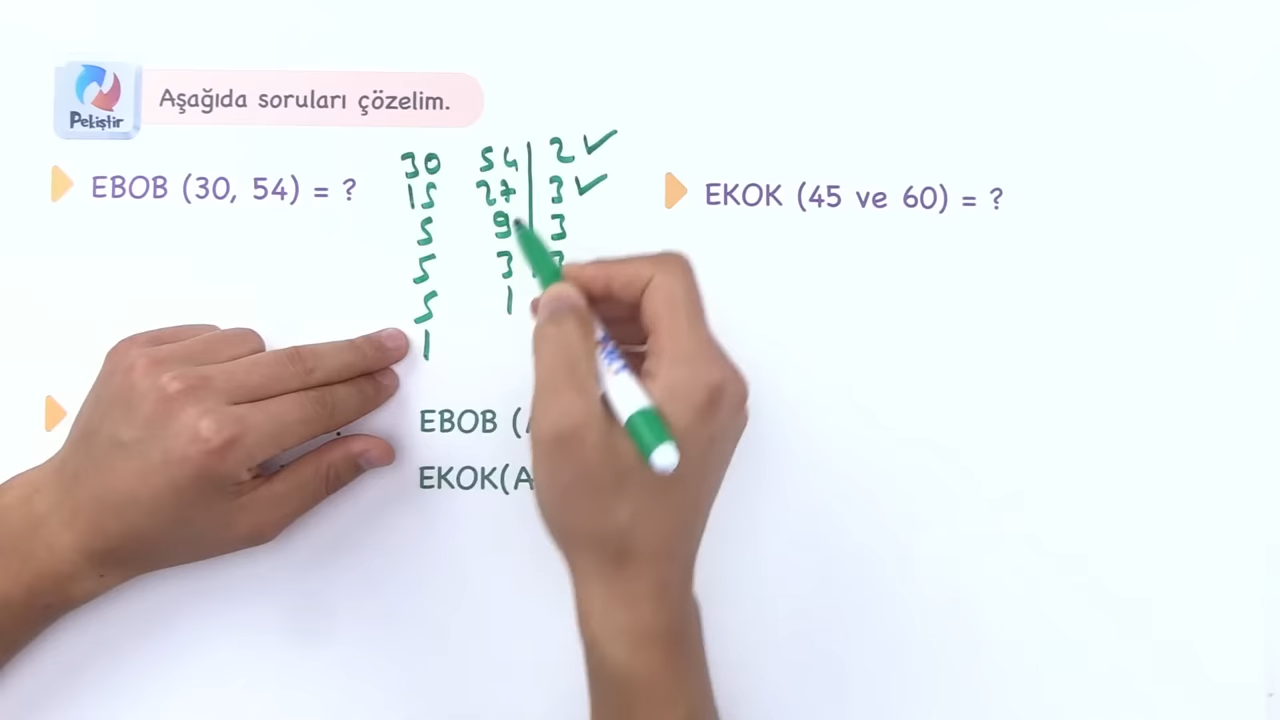 Pekiştir
Aşağıda soruları çözelim.
EBOB (30, 54) = ?
30 54 2 ✓
15 27 3 ✓
5 9 3
5 3 3
5 1
1
EKOK (45 ve 60) = ?
EBOB (
EKOK(A